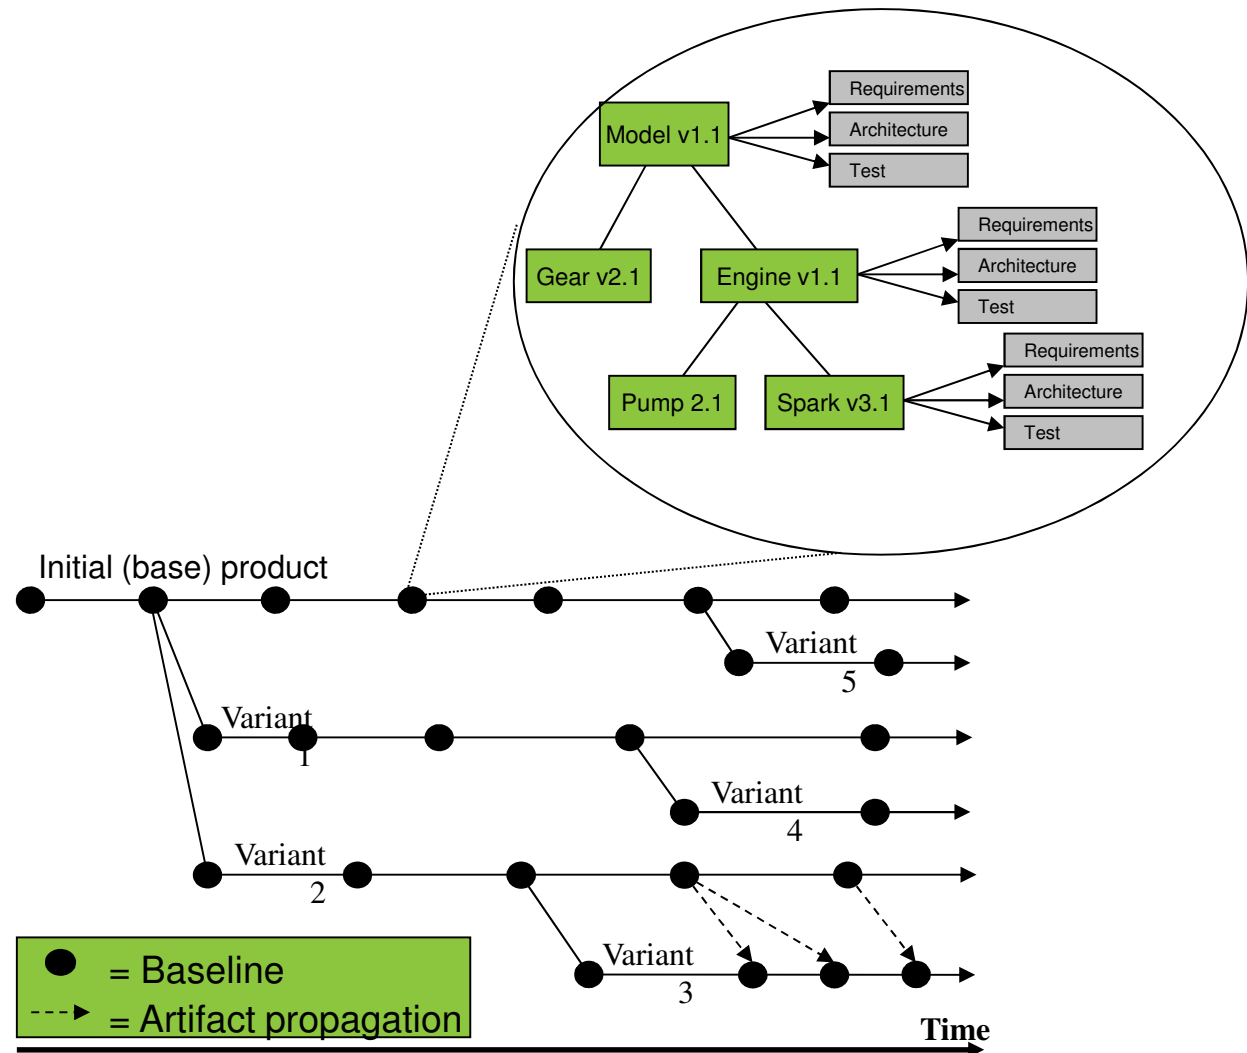 Requirements
Model v1.1
Architecture
Test
Requirements
Gear v2.1
Engine v1.1
Architecture
Test
Requirements
Pump 2.1
Spark v3.1
Architecture
Test
Initial (base) product
Variant
5
Variant
1
Variant
4
Variant
2
Variant
3
= Baseline
= Artifact propagation
Time